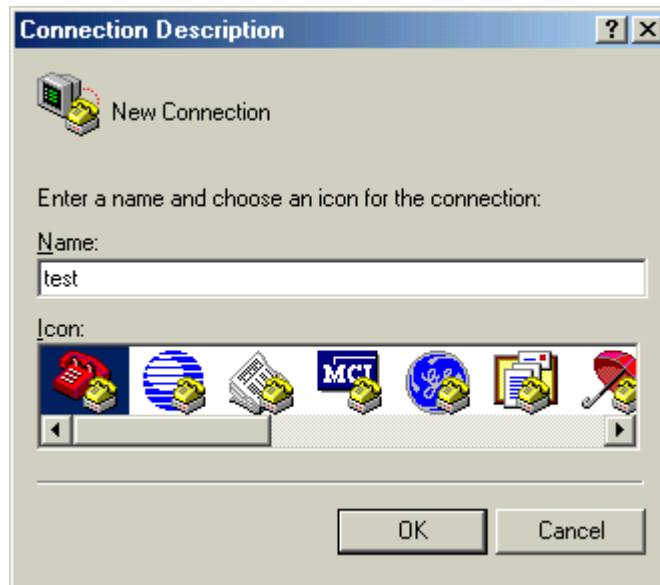 Connection Description
New Connection
Enter a name and choose an icon for the connection:
Name:
test
Icon:
MCI
OK Cancel